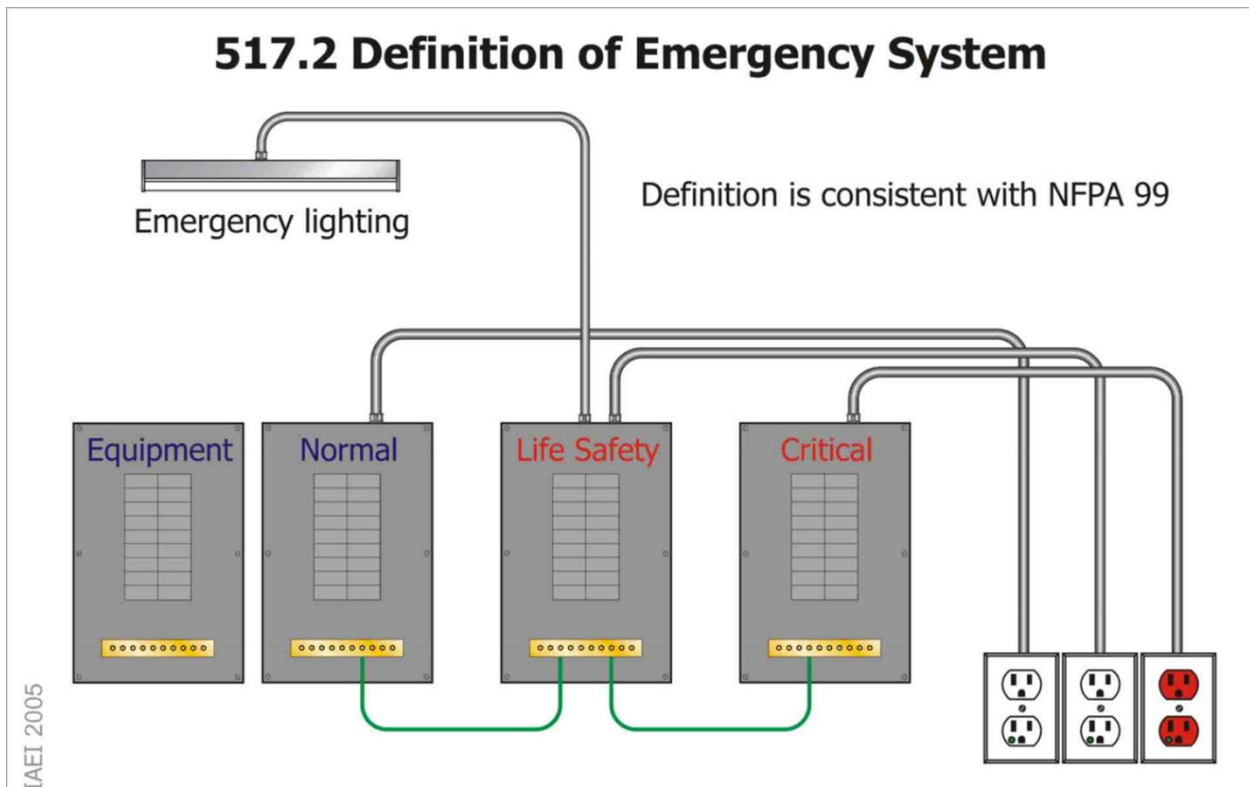 517.2 Definition of Emergency System
Definition is consistent with NFPA 99
Emergency lighting
Equipment
Normal
Life Safety
Critical
IAEI 2005